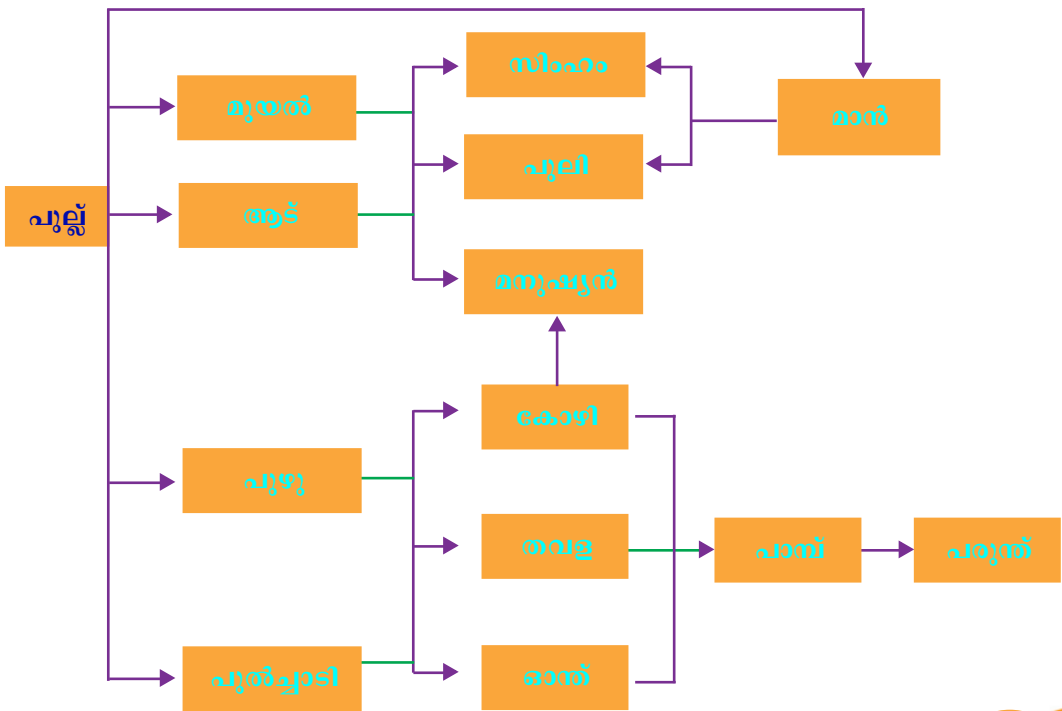 സിംഹം
മുയൽ
മാൻ
പുലി
പുല്ല്
ആട്
മനുഷ്യൻ
കോഴി
പുഴു
തവള
പാമ്പ്
പരുന്ത്
പുൽച്ചാടി
ഓന്ത്